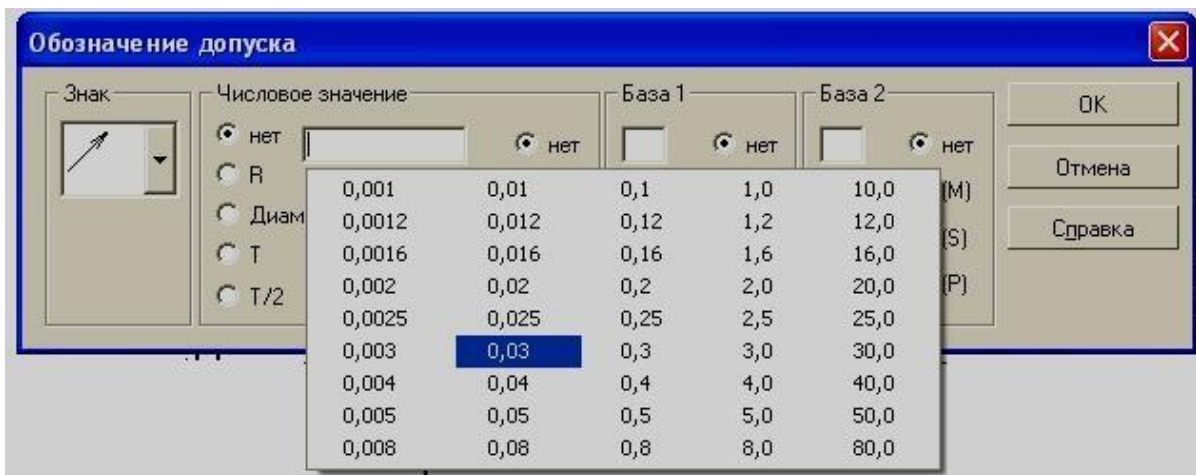 Обозначение допуска
Знак Числовое значение База 1 База 2 OK
нет нет нет нет
R Отмена
0,001 0,01 0,1 1,0 10,0 (M)
Диам 0,0012 0,012 0,12 1,2 12,0 Справка
T 0,0016 0,016 0,16 1,6 16,0 (S)
T/2 0,002 0,02 0,2 2,0 20,0 (P)
0,0025 0,025 0,25 2,5 25,0
0,003 0,03 0,3 3,0 30,0
0,004 0,04 0,4 4,0 40,0
0,005 0,05 0,5 5,0 50,0
0,008 0,08 0,8 8,0 80,0